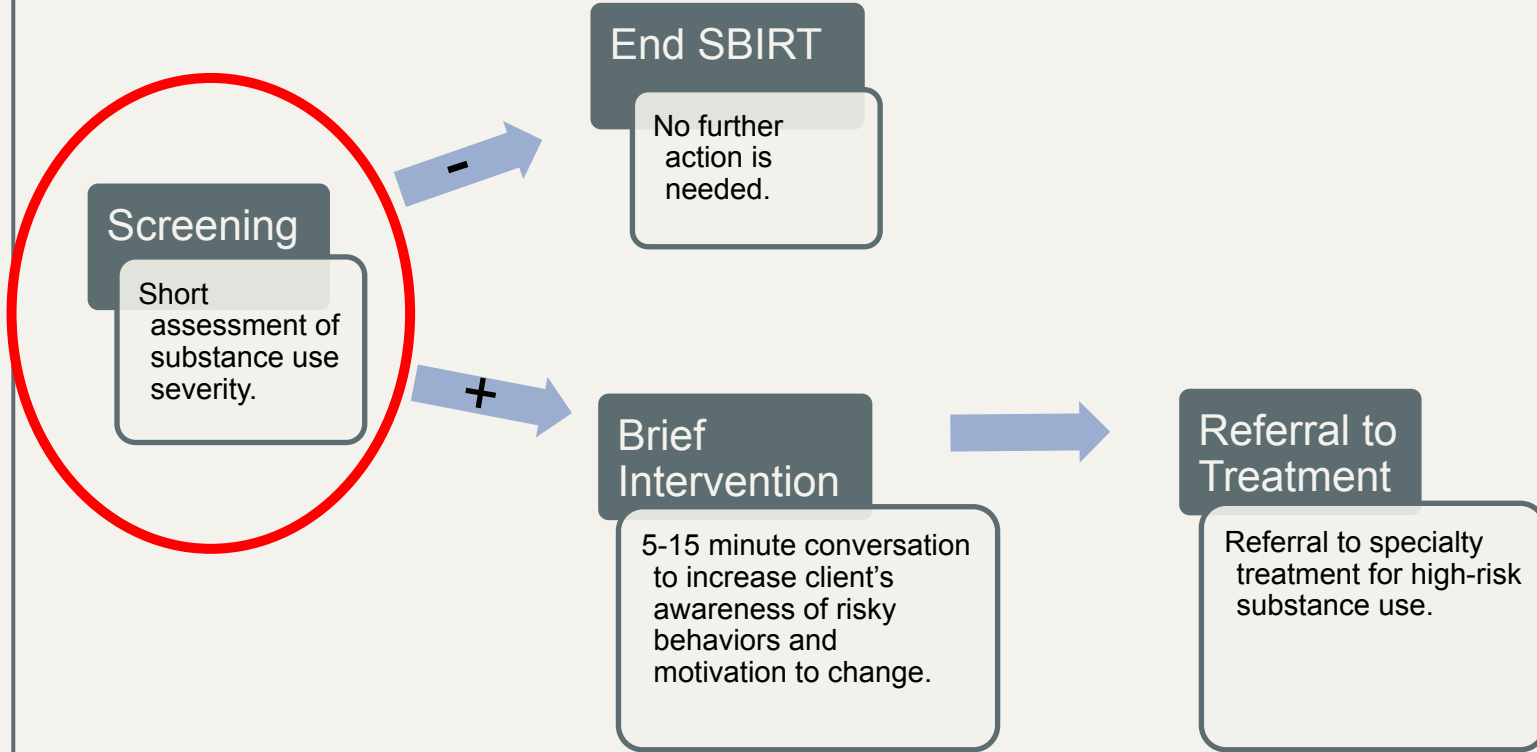 End SBIRT
No further
action is
needed.
-
Screening
Short
assessment of
substance use
severity.
+
Brief
Intervention
5-15 minute conversation
to increase client’s
awareness of risky
behaviors and
motivation to change.
Referral to
Treatment
Referral to specialty
treatment for high-risk
substance use.